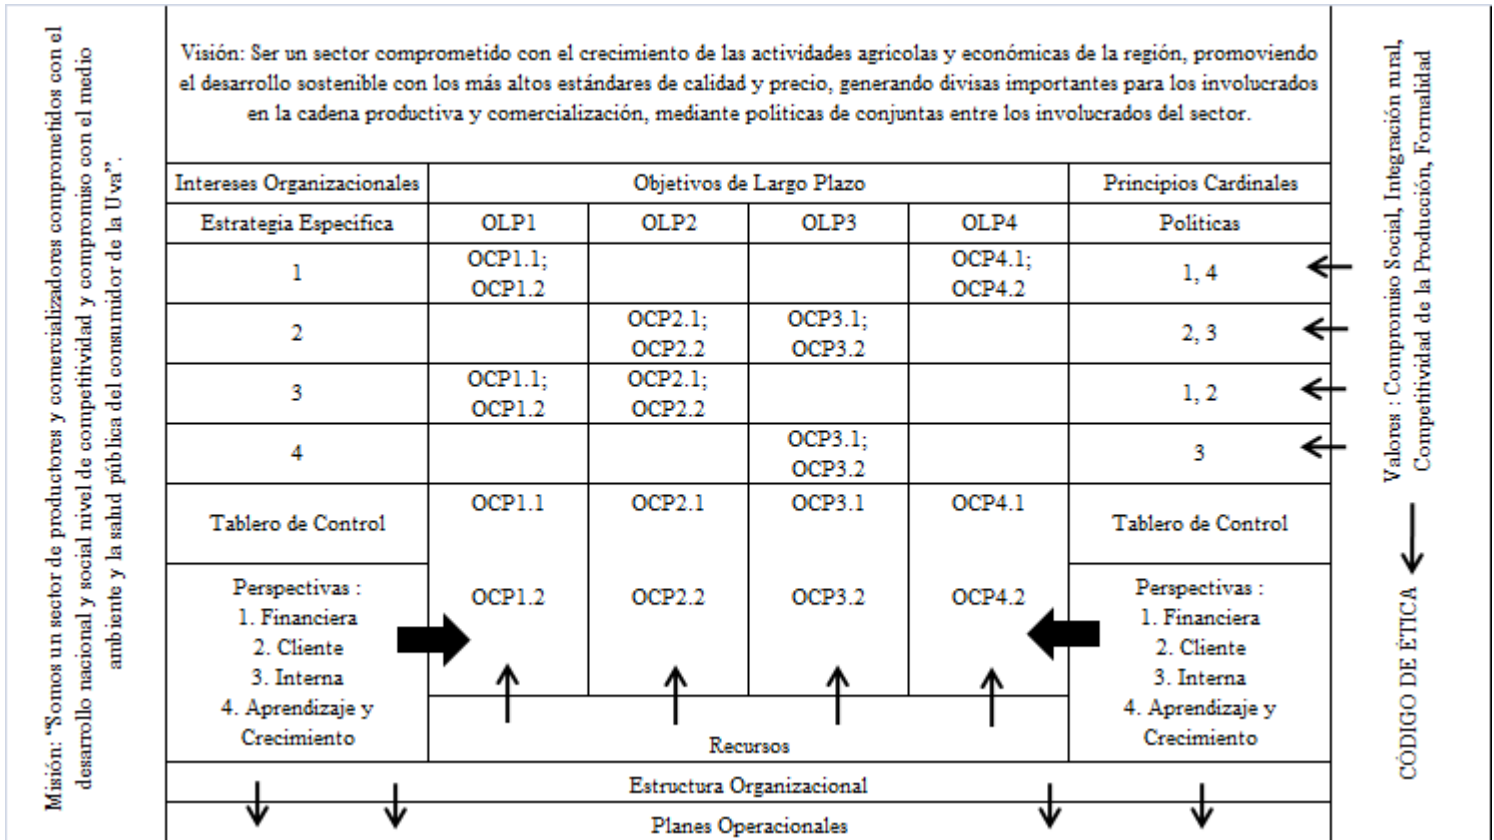 Misión: "Somos un sector de productores y comercializadores comprometidos con el
desarrollo nacional y social nivel de competitividad y compromiso con el medio
ambiente y la salud pública del consumidor de la Uva".
Visión: Ser un sector comprometido con el crecimiento de las actividades agrícolas y económicas de la región, promoviendo
el desarrollo sostenible con los más altos estándares de calidad y precio, generando divisas importantes para los involucrados
en la cadena productiva y comercialización, mediante políticas de conjuntas entre los involucrados del sector.
Intereses Organizacionales Objetivos de Largo Plazo Principios Cardinales
Estrategia Específica OLP1 OLP2 OLP3 OLP4 Políticas
1 OCP1.1; OCP4.1; 1, 4
OCP1.2 OCP4.2
2 OCP2.1; OCP3.1; 2, 3
OCP2.2 OCP3.2
3 OCP1.1; OCP2.1; 1, 2
OCP1.2 OCP2.2
4 OCP3.1; 3
OCP3.2
Tablero de Control OCP1.1 OCP2.1 OCP3.1 OCP4.1 Tablero de Control
OCP1.2 OCP2.2 OCP3.2 OCP4.2
Perspectivas :
1. Financiera
2. Cliente
3. Interna
4. Aprendizaje y
Crecimiento
Perspectivas :
1. Financiera
2. Cliente
3. Interna
4. Aprendizaje y
Crecimiento
Recursos
Estructura Organizacional
Planes Operacionales
Valores : Compromiso Social, Integración rural,
Competitividad de la Producción, Formalidad
CÓDIGO DE ÉTICA